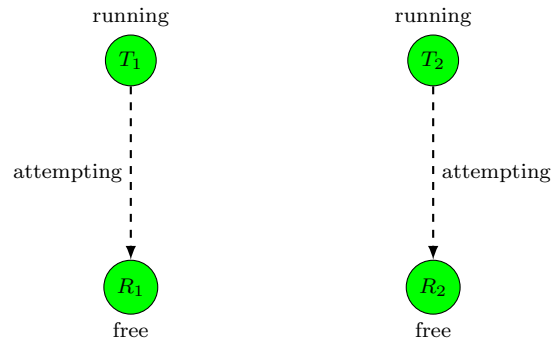 running running
T1 T2
attempting attempting
R1 R2
free free